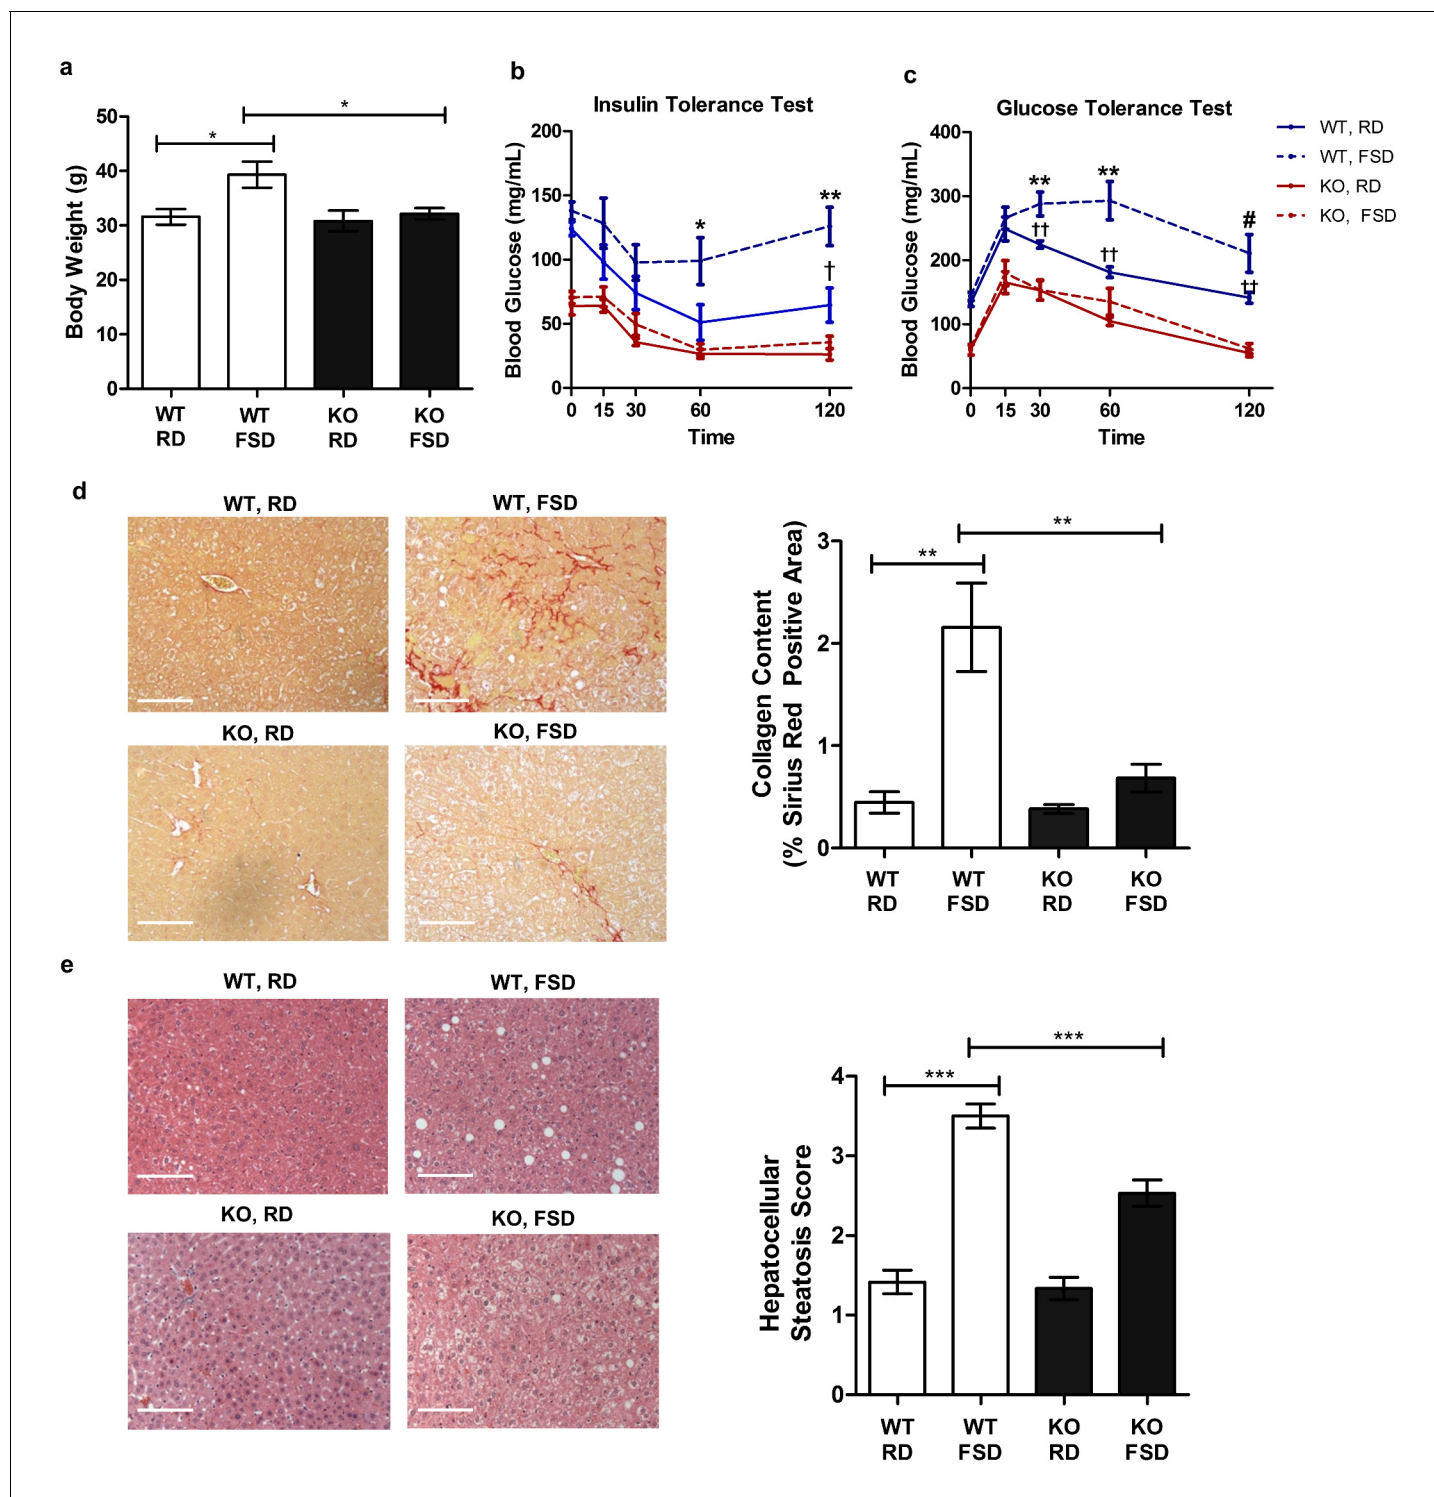 a
50
40
30
20
10
0
Body Weight (g)
*
*
WT RD
WT FSD
KO RD
KO FSD
b
Insulin Tolerance Test
200
150
100
50
0
Blood Glucose (mg/mL)
*
**
†
0 15 30 60 120
Time
c
Glucose Tolerance Test
400
300
200
100
0
Blood Glucose (mg/mL)
**
**
#
††
††
††
0 15 30 60 120
Time
WT, RD
WT, FSD
KO, RD
KO, FSD
d
WT, RD
WT, FSD
KO, RD
KO, FSD
3
2
1
0
Collagen Content
(% Sirius Red Positive Area)
**
**
WT RD
WT FSD
KO RD
KO FSD
e
WT, RD
WT, FSD
KO, RD
KO, FSD
4
3
2
1
0
Hepatocellular
Steatosis Score
***
***
WT RD
WT FSD
KO RD
KO FSD